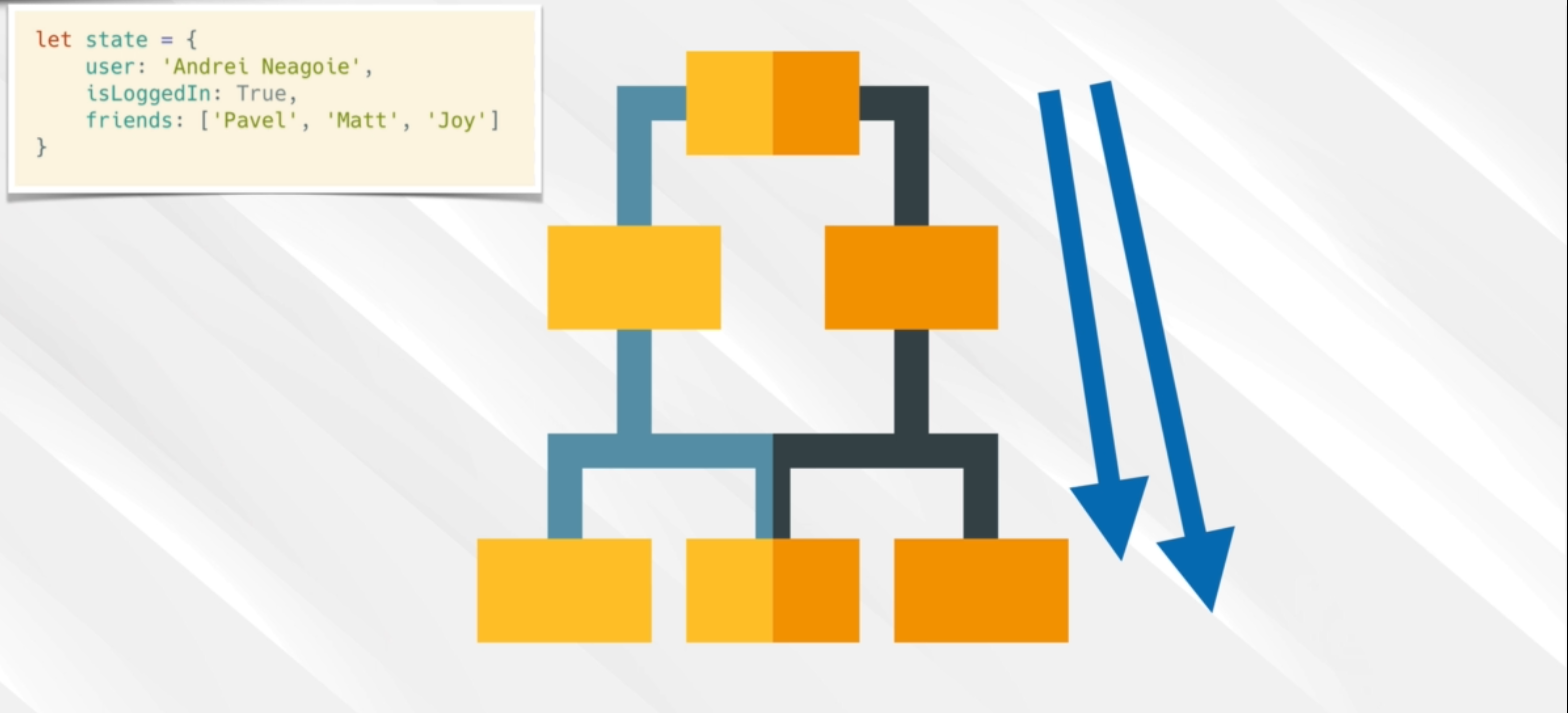 let state = {
    user: 'Andrei Neagoie',
    isLoggedIn: True,
    friends: ['Pavel', 'Matt', 'Joy']
}